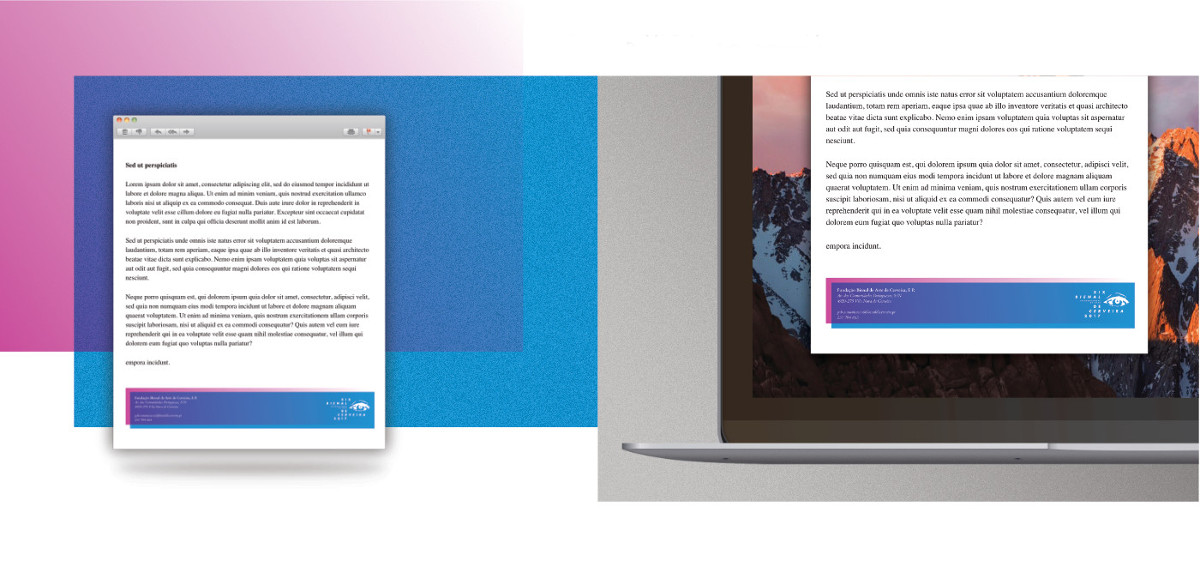 Sed ut perspiciatis
Lorem ipsum dolor sit amet, consectetur adipiscing elit, sed do eiusmod tempor incididunt ut
labore et dolore magna aliqua. Ut enim ad minim veniam, quis nostrud exercitation ullamco
laboris nisi ut aliquip ex ea commodo consequat. Duis aute irure dolor in reprehenderit in
voluptate velit esse cillum dolore eu fugiat nulla pariatur. Excepteur sint occaecat cupidatat
non proident, sunt in culpa qui officia deserunt mollit anim id est laborum.
Sed ut perspiciatis unde omnis iste natus error sit voluptatem accusantium doloremque
laudantium, totam rem aperiam, eaque ipsa quae ab illo inventore veritatis et quasi architecto
beatae vitae dicta sunt explicabo. Nemo enim ipsam voluptatem quia voluptas sit aspernatur
aut odit aut fugit, sed quia consequuntur magni dolores eos qui ratione voluptatem sequi
nesciunt.
Neque porro quisquam est, qui dolorem ipsum quia dolor sit amet, consectetur, adipisci velit,
sed quia non numquam eius modi tempora incidunt ut labore et dolore magnam aliquam
quaerat voluptatem. Ut enim ad minima veniam, quis nostrum exercitationem ullam corporis
suscipit laboriosam, nisi ut aliquid ex ea commodi consequatur? Quis autem vel eum iure
reprehenderit qui in ea voluptate velit esse quam nihil molestiae consequatur, vel illum qui
dolorem eum fugiat quo voluptas nulla pariatur?
empora incidunt.
Fundação Bienal de Arte de Cerveira, F. P.
XIX
BIENAL
DE
CERVEIRA
2017
Sed ut perspiciatis unde omnis iste natus error sit voluptatem accusantium doloremque
laudantium, totam rem aperiam, eaque ipsa quae ab illo inventore veritatis et quasi architecto
beatae vitae dicta sunt explicabo. Nemo enim ipsam voluptatem quia voluptas sit aspernatur
aut odit aut fugit, sed quia consequuntur magni dolores eos qui ratione voluptatem sequi
nesciunt.
Neque porro quisquam est, qui dolorem ipsum quia dolor sit amet, consectetur, adipisci velit,
sed quia non numquam eius modi tempora incidunt ut labore et dolore magnam aliquam
quaerat voluptatem. Ut enim ad minima veniam, quis nostrum exercitationem ullam corporis
suscipit laboriosam, nisi ut aliquid ex ea commodi consequatur? Quis autem vel eum iure
reprehenderit qui in ea voluptate velit esse quam nihil molestiae consequatur, vel illum qui
dolorem eum fugiat quo voluptas nulla pariatur?
empora incidunt.
Fundação Bienal de Arte de Cerveira, F. P.
XIX
BIENAL
DE
CERVEIRA
2017